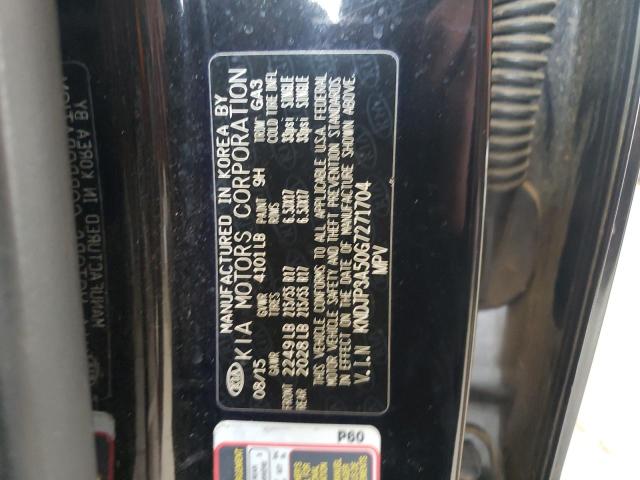 MANUFACTURED IN KOREA BY
KIA MOTORS CORPORATION
KIA
08/15 GVWR 4101LB PAINT 9H TRIM GA3
GAWR TIRES RIMS COLD TIRE INFL
FRONT 2249LB 215/55 R17 6.5JX17 33psi SINGLE
REAR 2028LB 215/55 R17 6.5JX17 33psi SINGLE
THIS VEHICLE CONFORMS TO ALL APPLICABLE U.S.A. FEDERAL
MOTOR VEHICLE SAFETY AND THEFT PREVENTION STANDARDS
IN EFFECT ON THE DATE OF MANUFACTURE SHOWN ABOVE.
V.I.N KNDJP3A50G7271704
MPV
P60